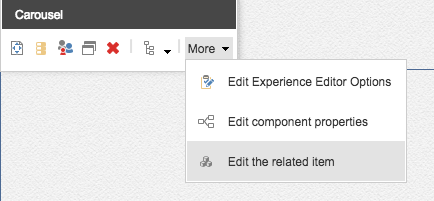 Carousel
More
Edit Experience Editor Options
Edit component properties
Edit the related item